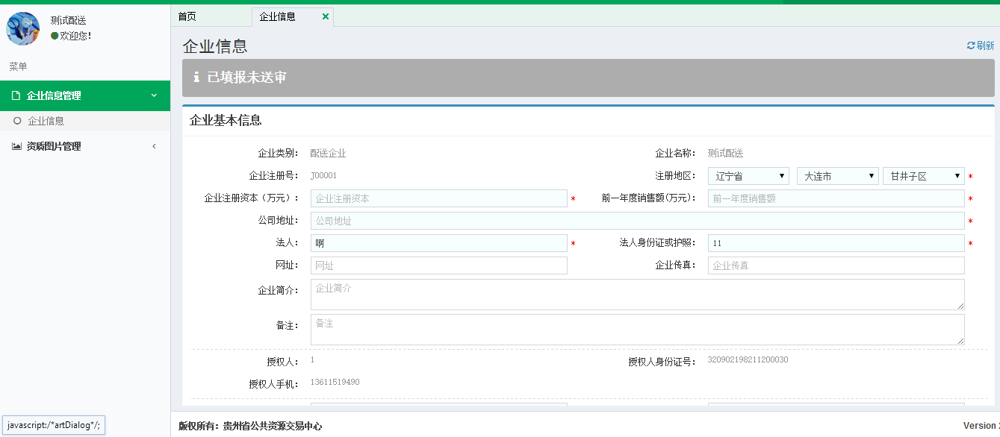 测试配送
欢迎您!
菜单
企业信息管理
企业信息
资质图片管理
首页
企业信息
企业信息
刷新
已填报未送审
企业基本信息
企业类别: 配送企业 企业名称: 测试配送
企业注册号: J00001 注册地区: 辽宁省 大连市 甘井子区 *
企业注册资本（万元）: 企业注册资本 * 前一年度销售额(万元): 前一年度销售额 *
公司地址: 公司地址 *
法人: 啊 * 法人身份证或护照: 11 *
网址: 网址 企业传真: 企业传真
企业简介: 企业简介
备注: 备注
授权人: 1 授权人身份证号: 320902198211200030
授权人手机: 13611519490
javascript:/*artDialog*/;
版权所有: 贵州省公共资源交易中心
Version